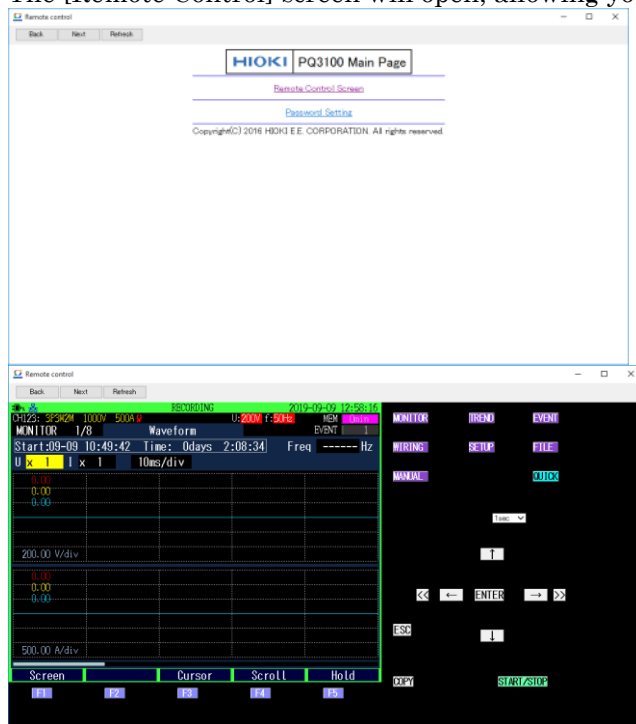 The [Remote Control] screen will open, allowing yo
Remote control
Back Next Refresh
HIOKI PQ3100 Main Page
Remote Control Screen
Password Setting
Copyright(C) 2016 HIOKI E.E. CORPORATION. All rights reserved.
Remote control
Back Next Refresh
RECORDING 2019-09-09 12:58:16
CH123: 3P3W2M 1000V 500A U:200V f:50Hz MEM 0min
MONITOR 1/8 Waveform EVENT 1
Start:09-09 10:49:42 Time: 0days 2:08:34 Freq ------ Hz
U x 1 I x 1 10ms/div
0.00
0.00
0.00
200.00 V/div
0.00
0.00
0.00
500.00 A/div
Screen Cursor Scroll Hold
F1 F2 F3 F4 F5
MONITOR TREND EVENT
WIRING SETUP FILE
MANUAL QUICK
1sec
↑
<< ← ENTER → >>
ESC ↓
COPY START/STOP